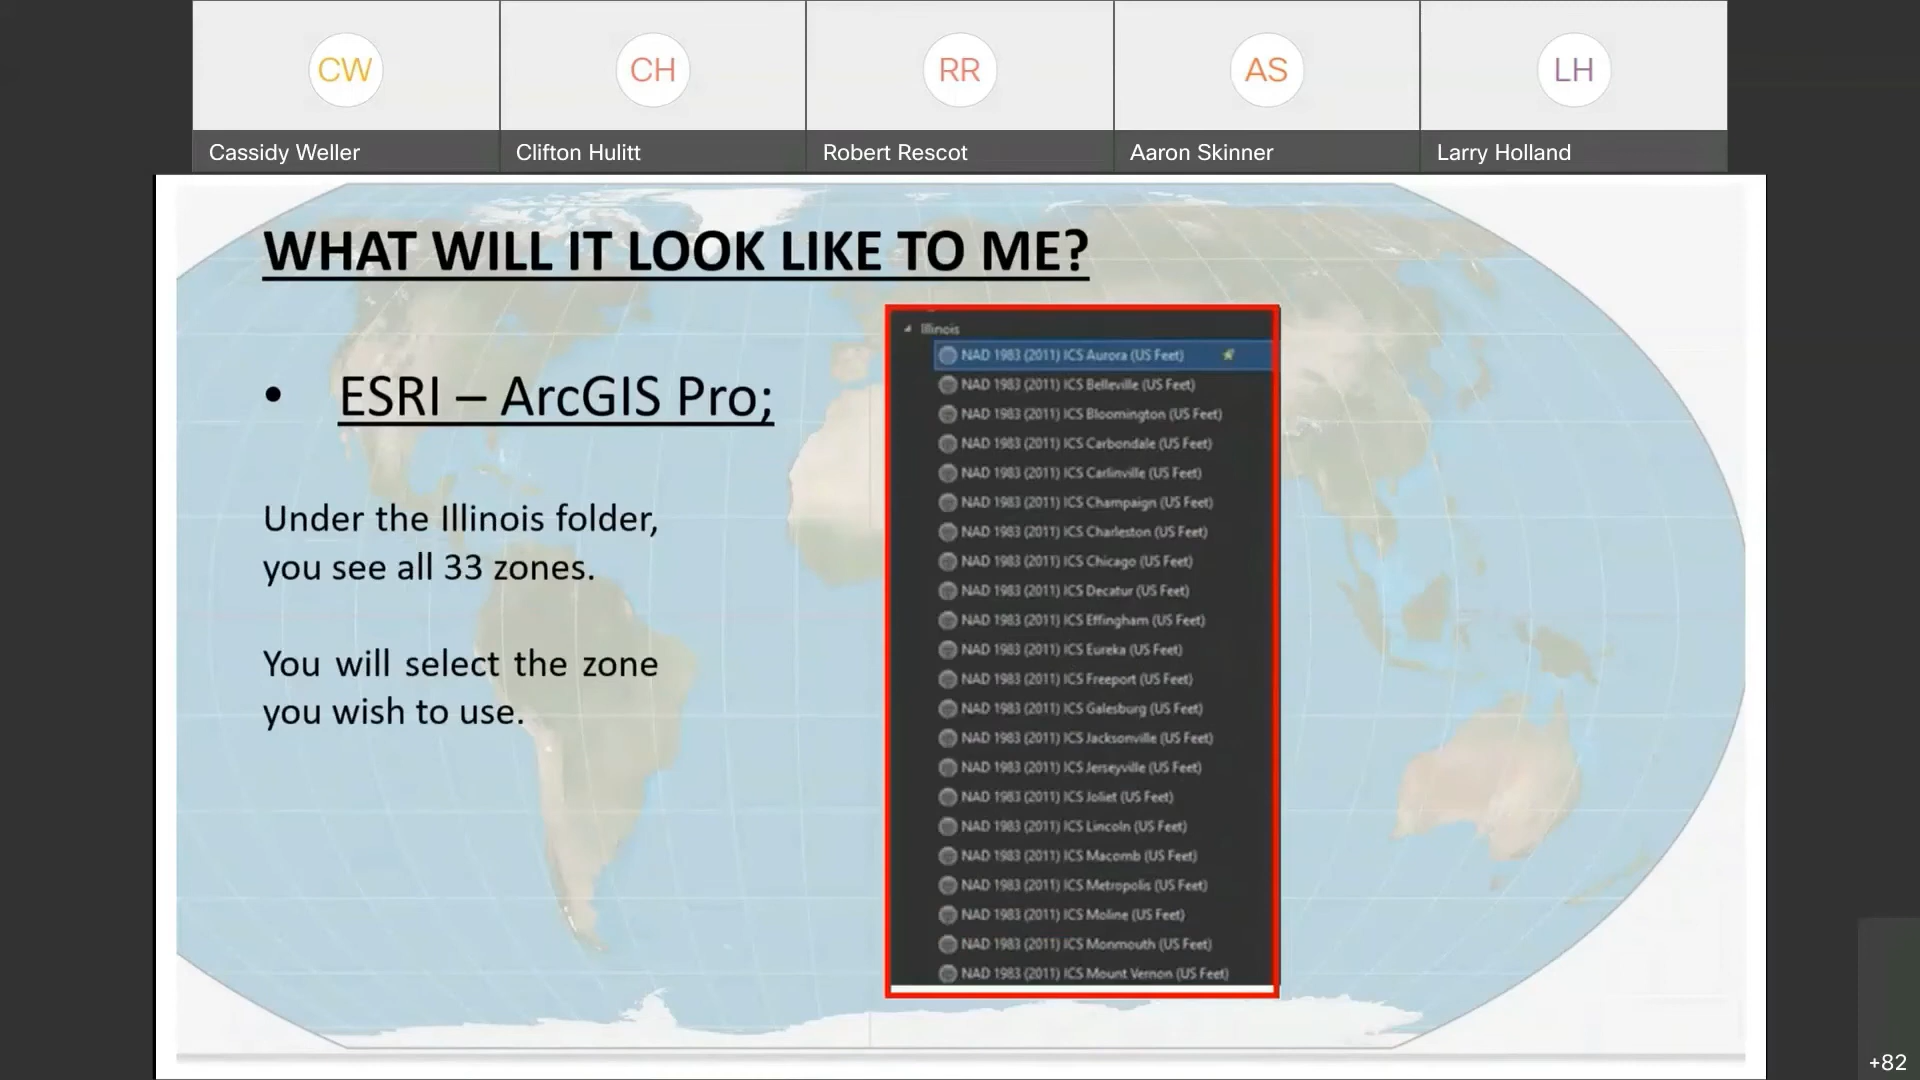 CW
CH
RR
AS
LH
Cassidy Weller
Clifton Hulitt
Robert Rescot
Aaron Skinner
Larry Holland
WHAT WILL IT LOOK LIKE TO ME?
• ESRI – ArcGIS Pro;
Under the Illinois folder,
you see all 33 zones.
You will select the zone
you wish to use.
Illinois
NAD 1983 (2011) ICS Aurora (US Feet)
NAD 1983 (2011) ICS Belleville (US Feet)
NAD 1983 (2011) ICS Bloomington (US Feet)
NAD 1983 (2011) ICS Carbondale (US Feet)
NAD 1983 (2011) ICS Carlinville (US Feet)
NAD 1983 (2011) ICS Champaign (US Feet)
NAD 1983 (2011) ICS Charleston (US Feet)
NAD 1983 (2011) ICS Chicago (US Feet)
NAD 1983 (2011) ICS Decatur (US Feet)
NAD 1983 (2011) ICS Effingham (US Feet)
NAD 1983 (2011) ICS Eureka (US Feet)
NAD 1983 (2011) ICS Freeport (US Feet)
NAD 1983 (2011) ICS Galesburg (US Feet)
NAD 1983 (2011) ICS Jacksonville (US Feet)
NAD 1983 (2011) ICS Jerseyville (US Feet)
NAD 1983 (2011) ICS Joliet (US Feet)
NAD 1983 (2011) ICS Lincoln (US Feet)
NAD 1983 (2011) ICS Macomb (US Feet)
NAD 1983 (2011) ICS Metropolis (US Feet)
NAD 1983 (2011) ICS Moline (US Feet)
NAD 1983 (2011) ICS Monmouth (US Feet)
NAD 1983 (2011) ICS Mount Vernon (US Feet)
+82